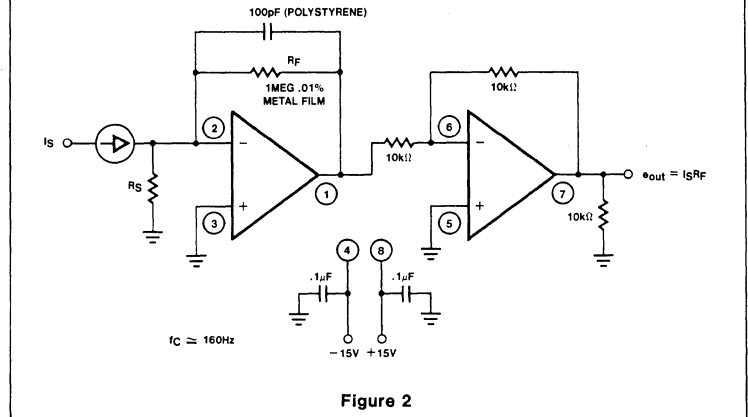 100pF (POLYSTYRENE)
RF
1MEG .01%
METAL FILM
10kΩ
2
6
IS
−
−
10kΩ
1
7
eout = ISRF
RS
3
+
5
+
10kΩ
4
8
.1µF
.1µF
fC ≃ 160Hz
−15V +15V
Figure 2